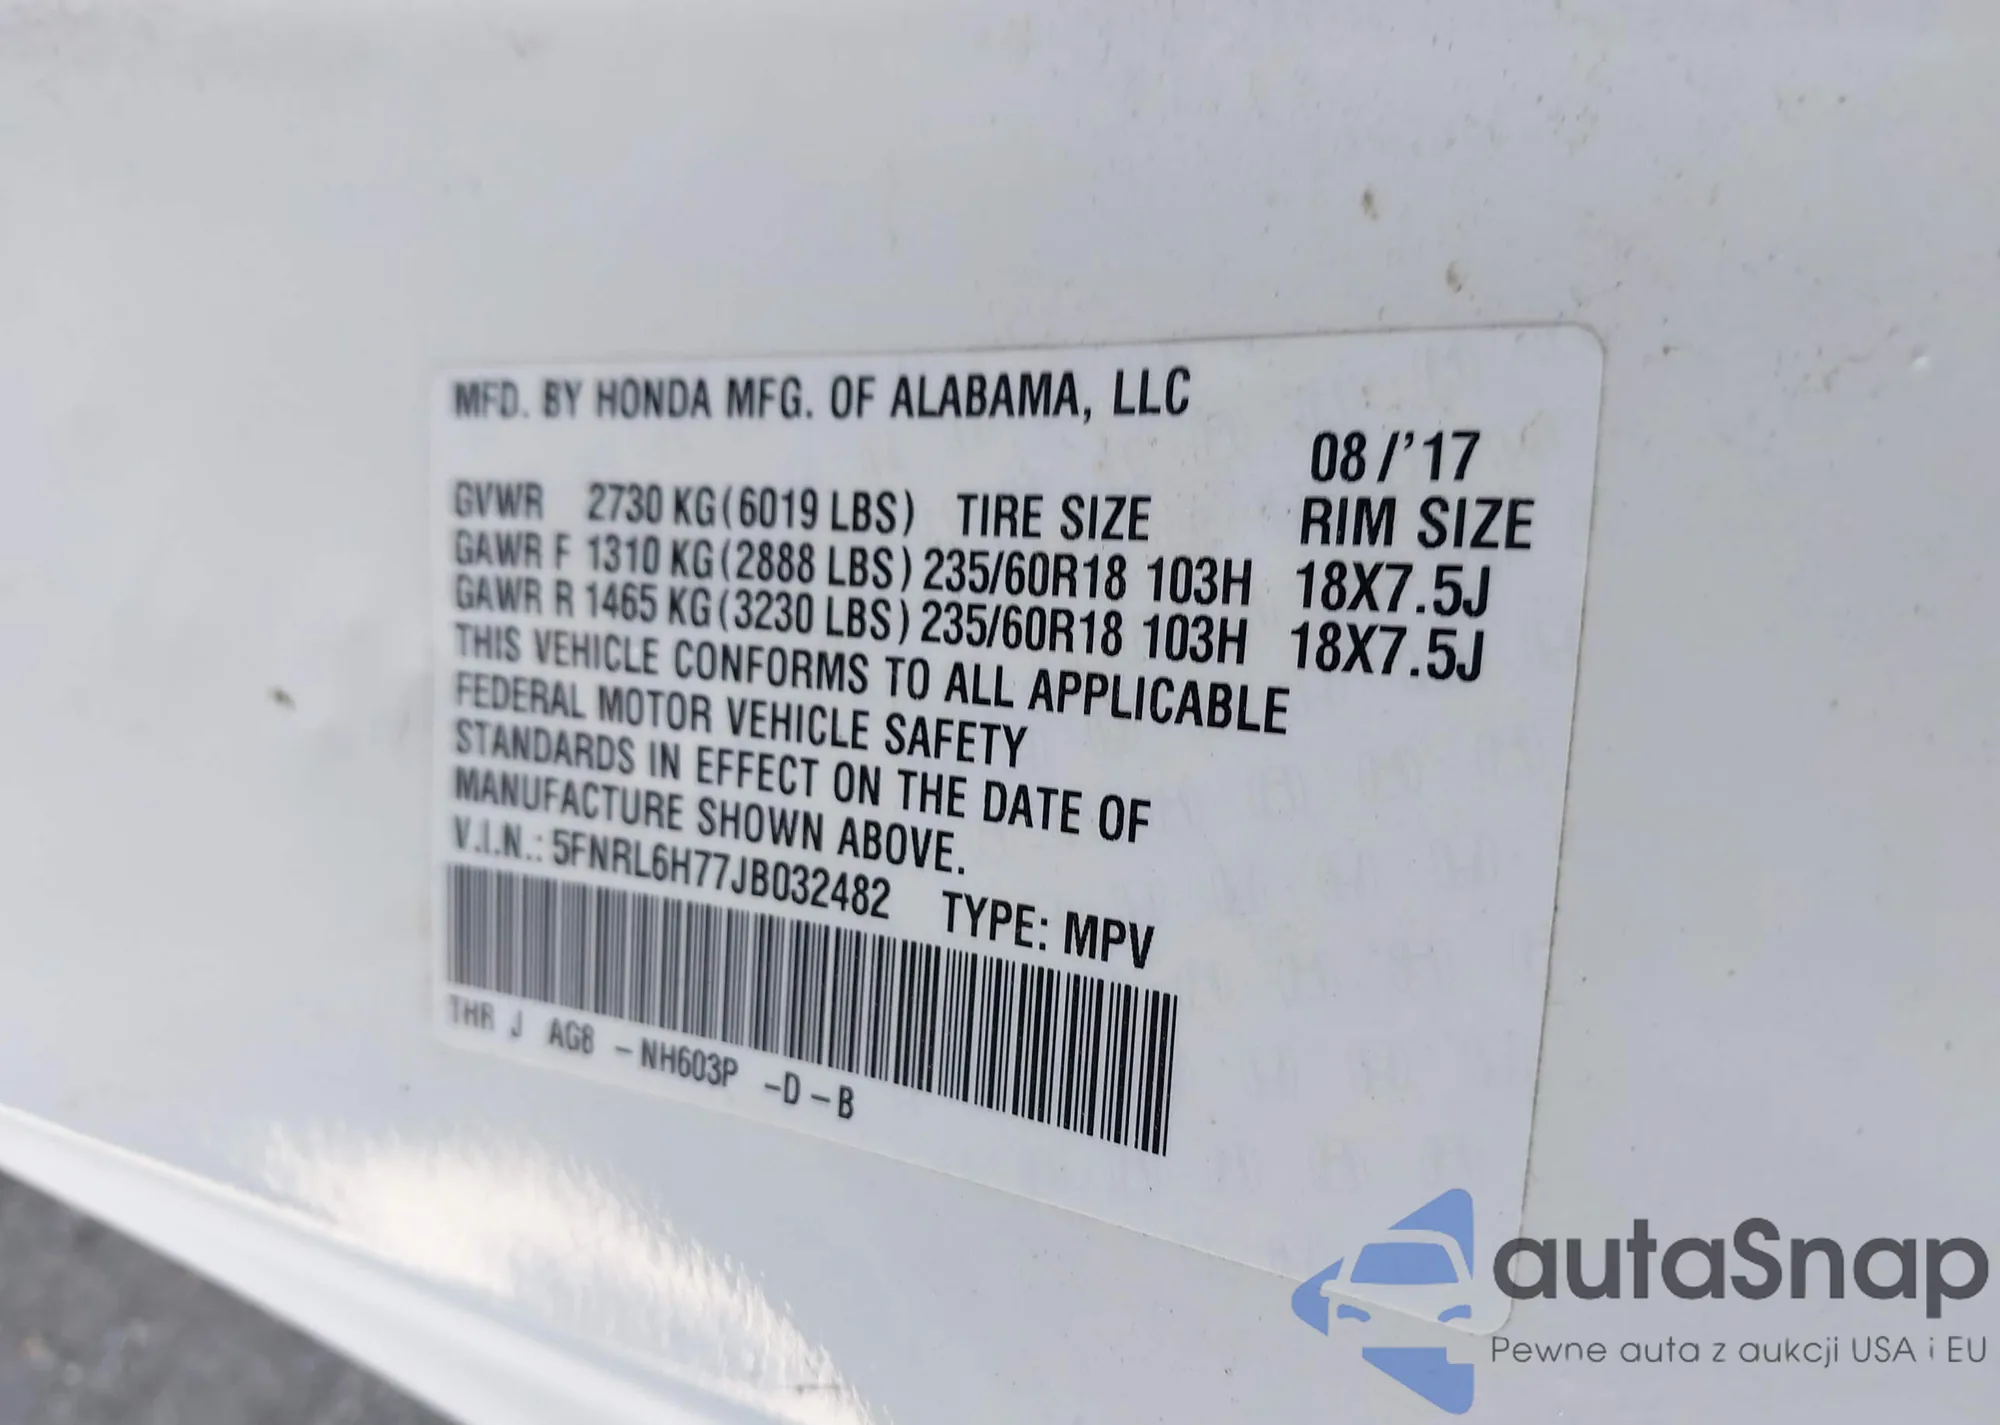 MFD. BY HONDA MFG. OF ALABAMA, LLC
08/'17
GVWR 2730 KG(6019 LBS) TIRE SIZE RIM SIZE
GAWR F 1310 KG(2888 LBS) 235/60R18 103H 18X7.5J
GAWR R 1465 KG(3230 LBS) 235/60R18 103H 18X7.5J
THIS VEHICLE CONFORMS TO ALL APPLICABLE
FEDERAL MOTOR VEHICLE SAFETY
STANDARDS IN EFFECT ON THE DATE OF
MANUFACTURE SHOWN ABOVE.
V.I.N.: 5FNRL6H77JB032482 TYPE: MPV
THR J AG8 -NH603P -D-B
autaSnap
Pewne auta z aukcji USA i EU